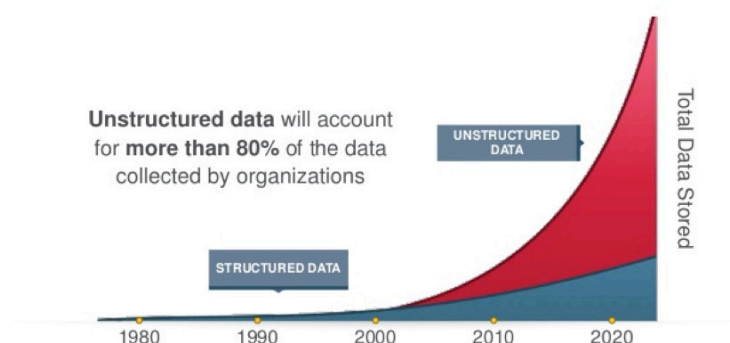 Unstructured data will account
for more than 80% of the data
collected by organizations
UNSTRUCTURED
DATA
STRUCTURED DATA
Total Data Stored
1980 1990 2000 2010 2020